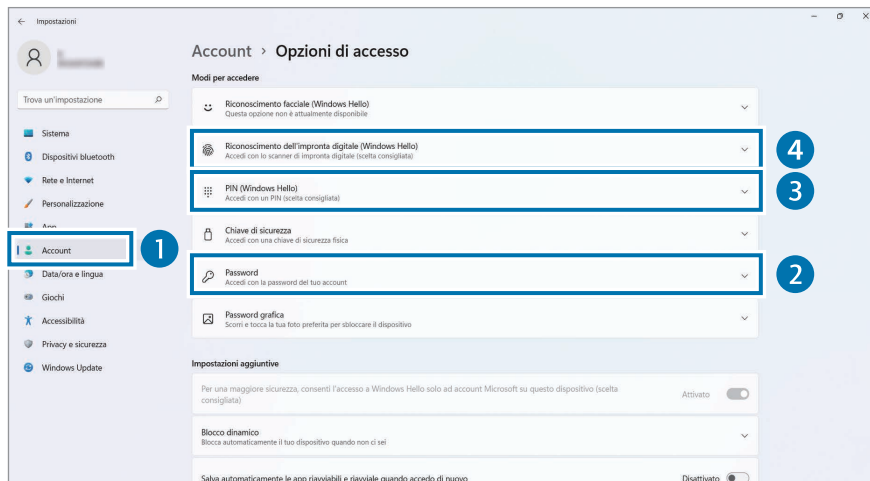 Impostazioni
Account > Opzioni di accesso
Modi per accedere
Trova un'impostazione
Sistema
Dispositivi bluetooth
Rete e Internet
Personalizzazione
App
Account
Data/ora e lingua
Giochi
Accessibilità
Privacy e sicurezza
Windows Update
1
Riconoscimento facciale (Windows Hello)
Questa opzione non è attualmente disponibile
Riconoscimento dell'impronta digitale (Windows Hello)
Accedi con lo scanner di impronta digitale (scelta consigliata)
4
PIN (Windows Hello)
Accedi con un PIN (scelta consigliata)
3
Chiave di sicurezza
Accedi con una chiave di sicurezza fisica
Password
Accedi con la password del tuo account
2
Password grafica
Scorri e tocca la tua foto preferita per sbloccare il dispositivo
Impostazioni aggiuntive
Per una maggiore sicurezza, consenti l'accesso a Windows Hello solo ad account Microsoft su questo dispositivo (scelta
consigliata)
Attivato
Blocco dinamico
Blocca automaticamente il tuo dispositivo quando non ci sei
Salva automaticamente le app riavviabili e riavviale quando accedo di nuovo
Disattivato